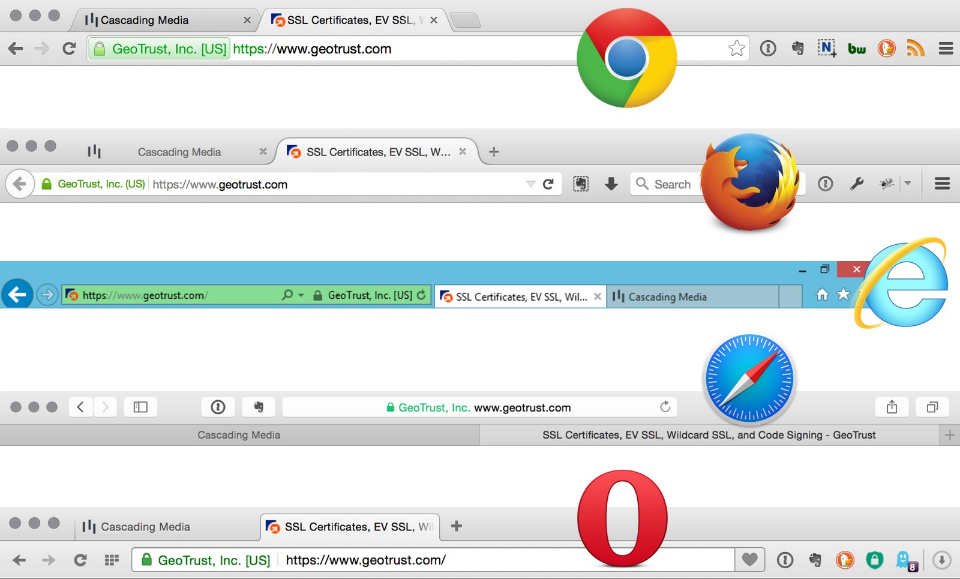 Cascading Media
SSL Certificates, EV SSL, W
GeoTrust, Inc. [US] https://www.geotrust.com
N
bw
Cascading Media
SSL Certificates, EV SSL, W...
GeoTrust, Inc. (US) https://www.geotrust.com
Search
https://www.geotrust.com/
GeoTrust, Inc. [US]
SSL Certificates, EV SSL, Wil...
Cascading Media
GeoTrust, Inc. www.geotrust.com
Cascading Media
SSL Certificates, EV SSL, Wildcard SSL, and Code Signing - GeoTrust
Cascading Media
SSL Certificates, EV SSL, Wi
GeoTrust, Inc. [US] https://www.geotrust.com/
8